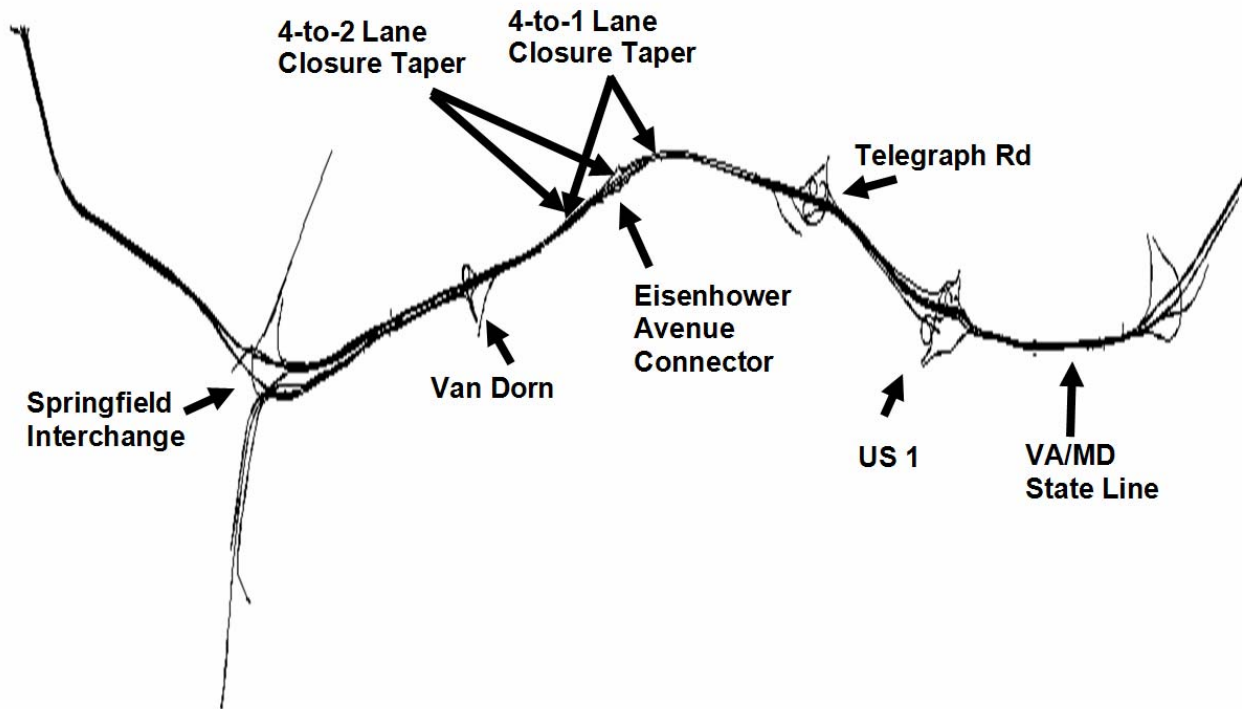 4-to-2 Lane
Closure Taper
4-to-1 Lane
Closure Taper
Telegraph Rd
Eisenhower
Avenue
Connector
Van Dorn
Springfield
Interchange
US 1
VA/MD
State Line